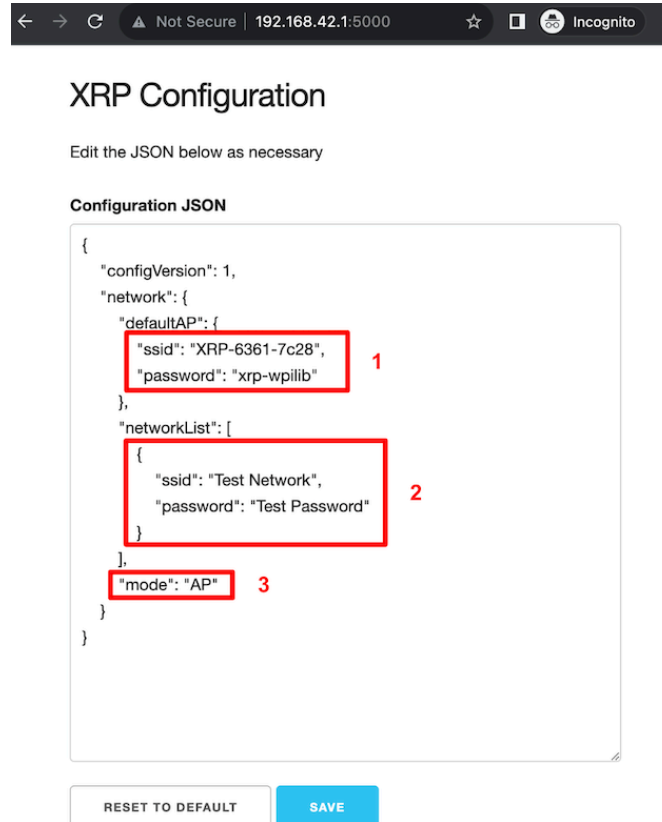 Not Secure | 192.168.42.1:5000 Incognito
XRP Configuration
Edit the JSON below as necessary
Configuration JSON
{
"configVersion": 1,
"network": {
"defaultAP": {
"ssid": "XRP-6361-7c28",
"password": "xrp-wpilib"
1
},
"networkList": [
{
"ssid": "Test Network",
"password": "Test Password"
2
}
],
"mode": "AP" 3
}
}
RESET TO DEFAULT SAVE